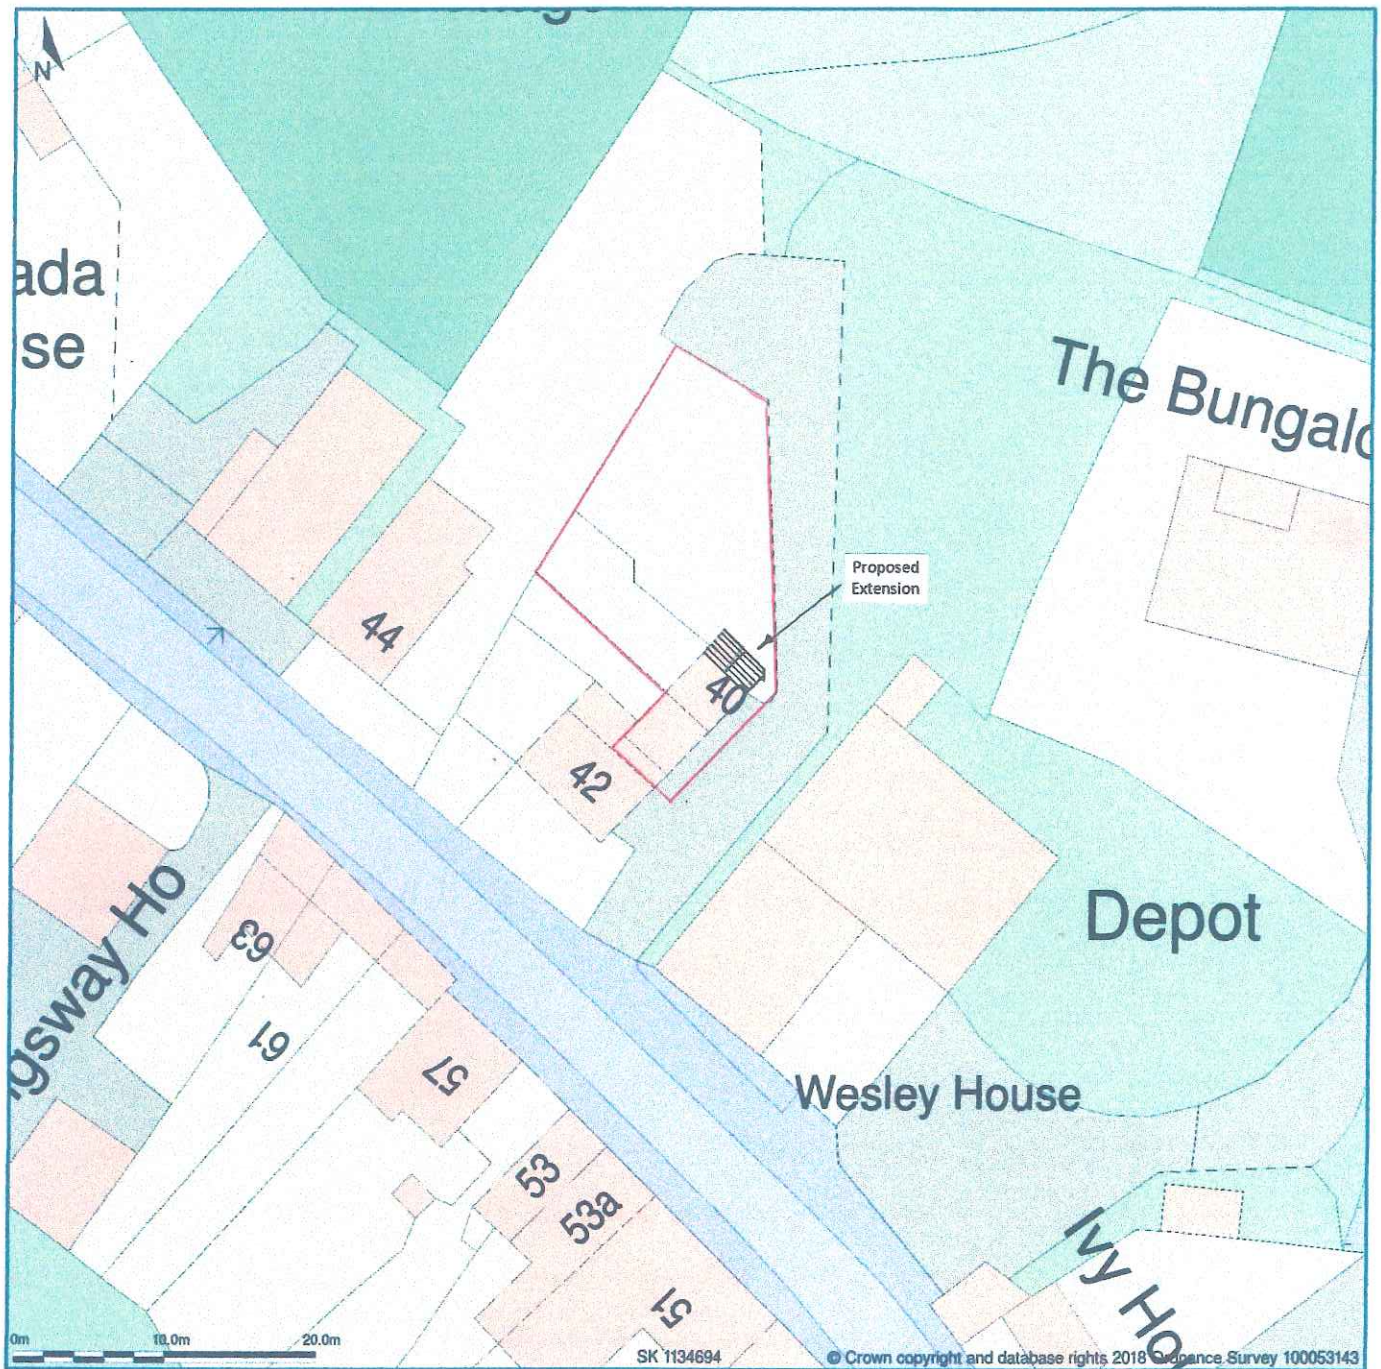 N
ada
se
The Bungalo
Proposed
Extension
44
40
42
63
61
57
53
53a
51
Depot
Wesley House
gsway Ho
Ivy Ho
0m 10.0m 20.0m
SK 1134694
© Crown copyright and database rights 2018 Ordnance Survey 100053143